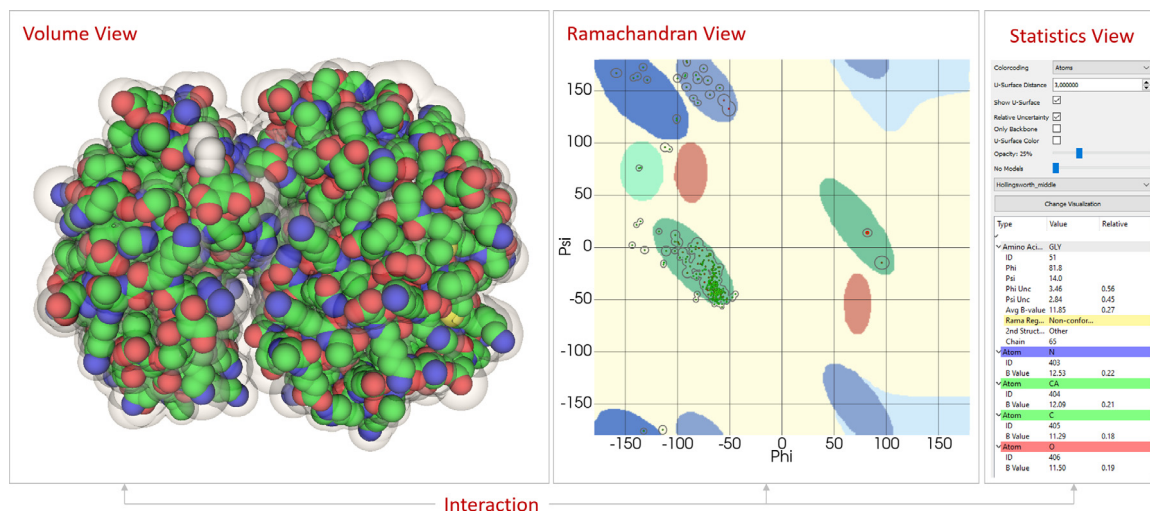 Volume View
Ramachandran View
150
100
50
0
-50
-100
-150
Psi
-150
-100
-50
0
50
100
150
Phi
Statistics View
Colorcoding Atoms
U-Surface Distance 3,000000
Show U-Surface
Relative Uncertainty
Only Backbone
U-Surface Color
Opacity: 25%
No Models
Hollingsworth_middle
Change Visualization
Type Value Relative
Amino Aci... GLY
ID 51
Phi 81.8
Psi 14.0
Phi Unc 3.46 0.56
Psi Unc 2.84 0.45
Avg B-value 11.85 0.27
Rama Reg... Non-confor...
2nd Struct... Other
Chain 65
Atom N
ID 403
B Value 12.53 0.22
Atom CA
ID 404
B Value 12.09 0.21
Atom C
ID 405
B Value 11.29 0.18
Atom O
ID 406
B Value 11.50 0.19
Interaction